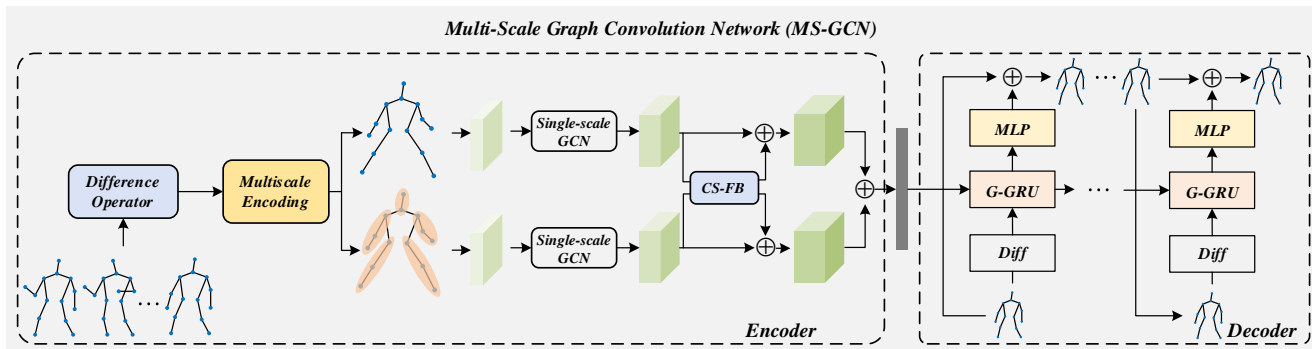 Multi-Scale Graph Convolution Network (MS-GCN)
Difference
Operator
Multiscale
Encoding
Single-scale
GCN
Single-scale
GCN
CS-FB
Encoder
MLP
G-GRU
Diff
MLP
G-GRU
Diff
Decoder